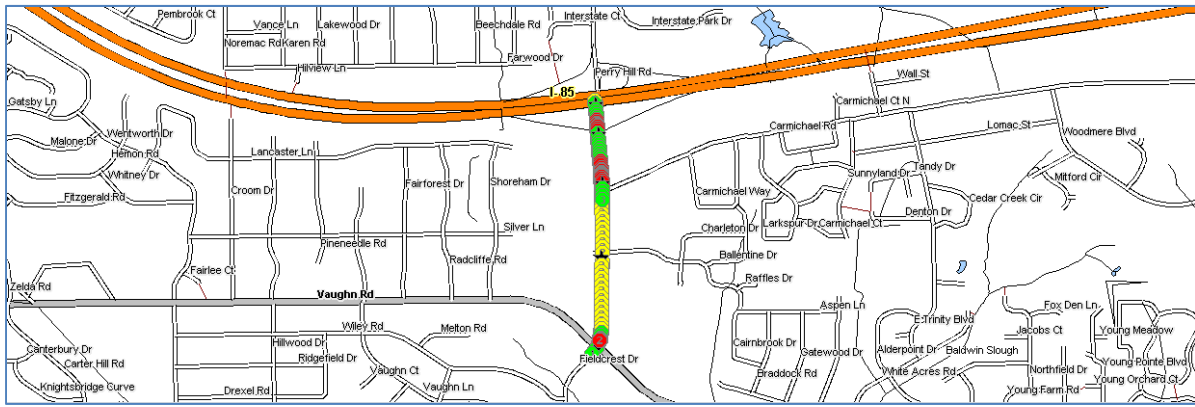 Pembrook Ct
Vance Ln
Lakewood Dr
Beechdale Rd
Interstate Ct
Interstate Park Dr
Noremac Rd
Karen Rd
Farwood Dr
Hillview Ln
Perry Hill Rd
Wall St
I- 85
Gatsby Ln
Carmichael Ct N
Carmichael Rd
Lomac St
Woodmere Blvd
Wentworth Dr
Malone Dr
Hemon Rd
Lancaster Ln
Whitney Dr
Tandy Dr
Sunnyland Dr
Mitford Cir
Fitzgerald Rd
Croom Dr
Fairforest Dr
Shoreham Dr
Carmichael Way
Cedar Creek Cir
Denton Dr
Larkspur Dr
Carmichael Ct
Silver Ln
Charleton Dr
Pineneedle Rd
Radcliffe Rd
Ballentine Dr
Fairlee Ct
Raffles Dr
Zelda Rd
Vaughn Rd
Aspen Ln
Fox Den Ln
E Trinity Blvd
Wiley Rd
Melton Rd
Jacobs Ct
Young Meadow
Hillwood Dr
2
Cairnbrook Dr
Canterbury Dr
Ridgefield Dr
Fieldcrest Dr
Gatewood Dr
Alderpoint Dr
Baldwin Slough
Carter Hill Rd
Vaughn Ct
Young Pointe Blvd
Braddock Rd
White Acres Rd
Northfield Dr
Knightsbridge Curve
Drexel Rd
Vaughn Ln
Young Farm Rd
Young Orchard Ct